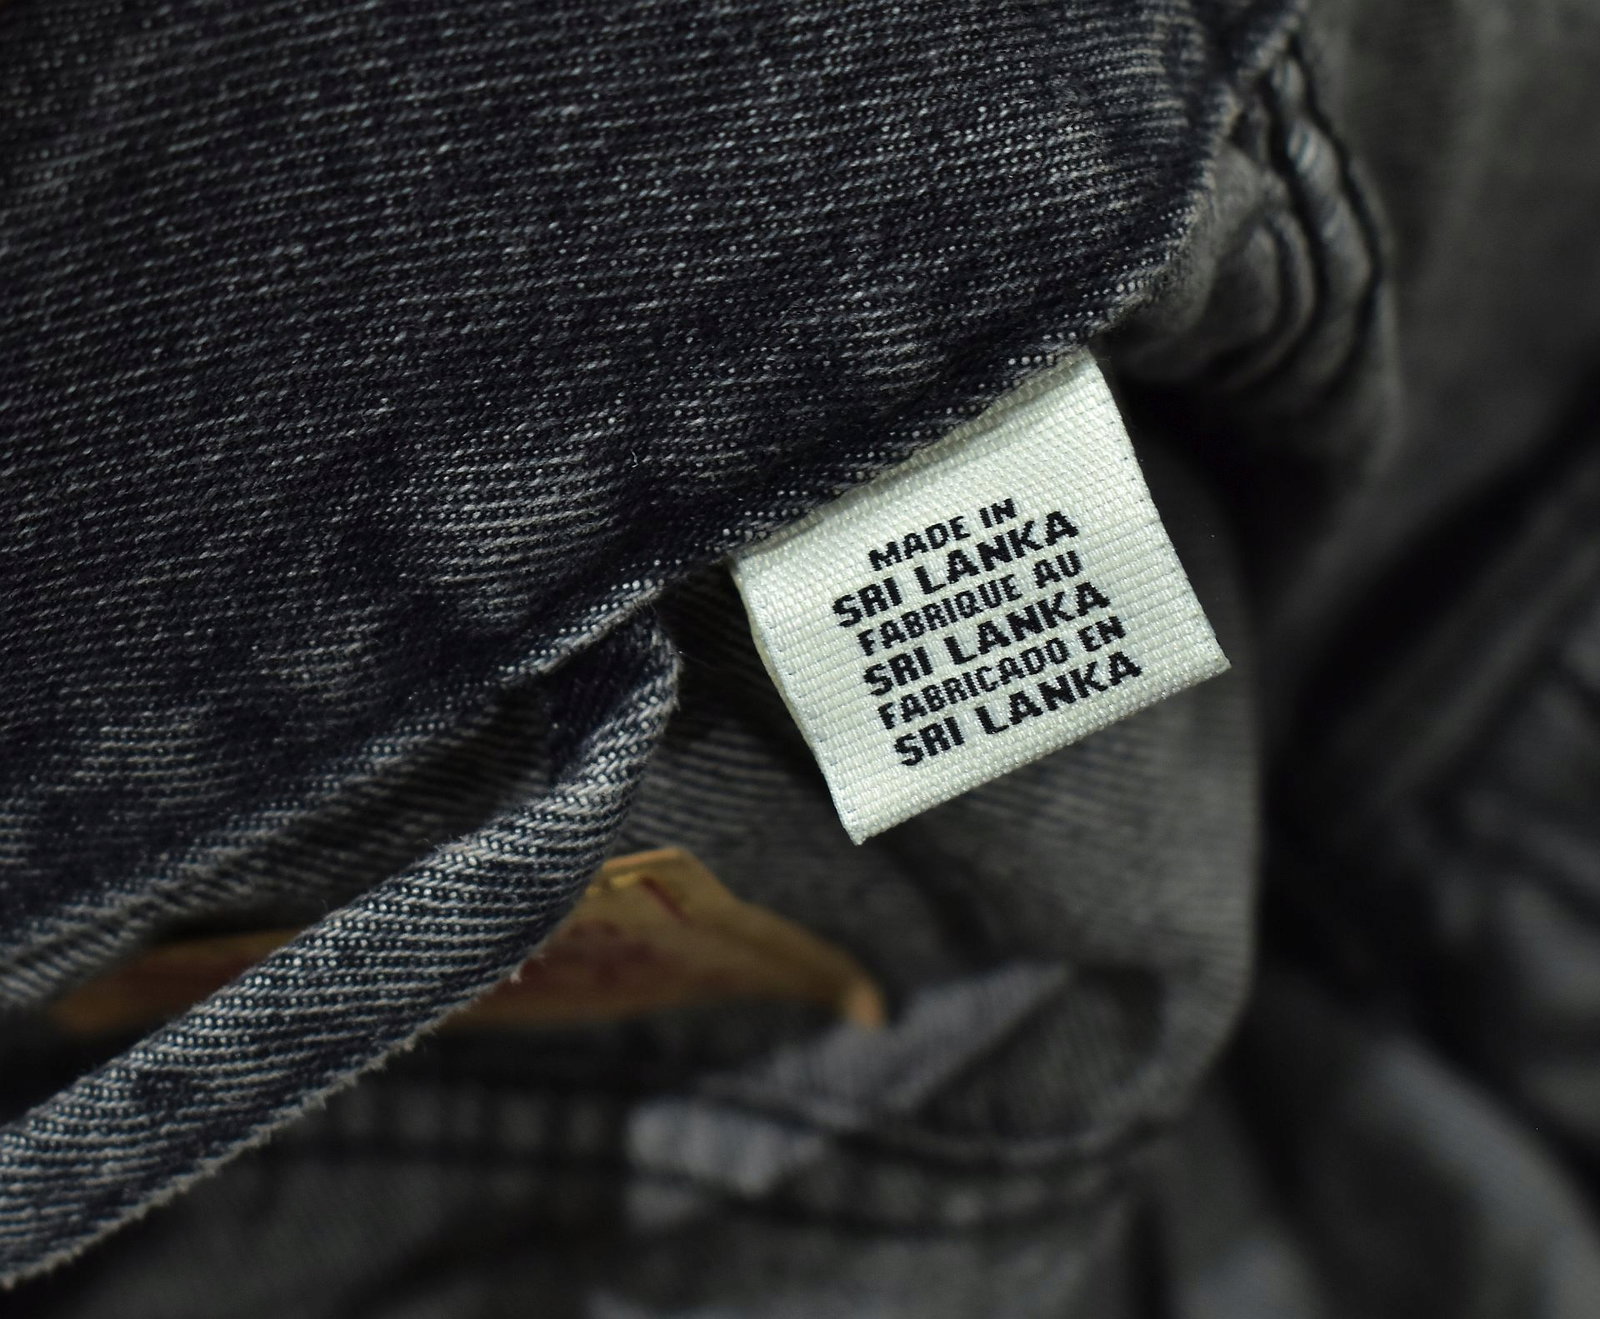 MADE IN
SRI LANKA
FABRIQUE AU
SRI LANKA
FABRICADO EN
SRI LANKA